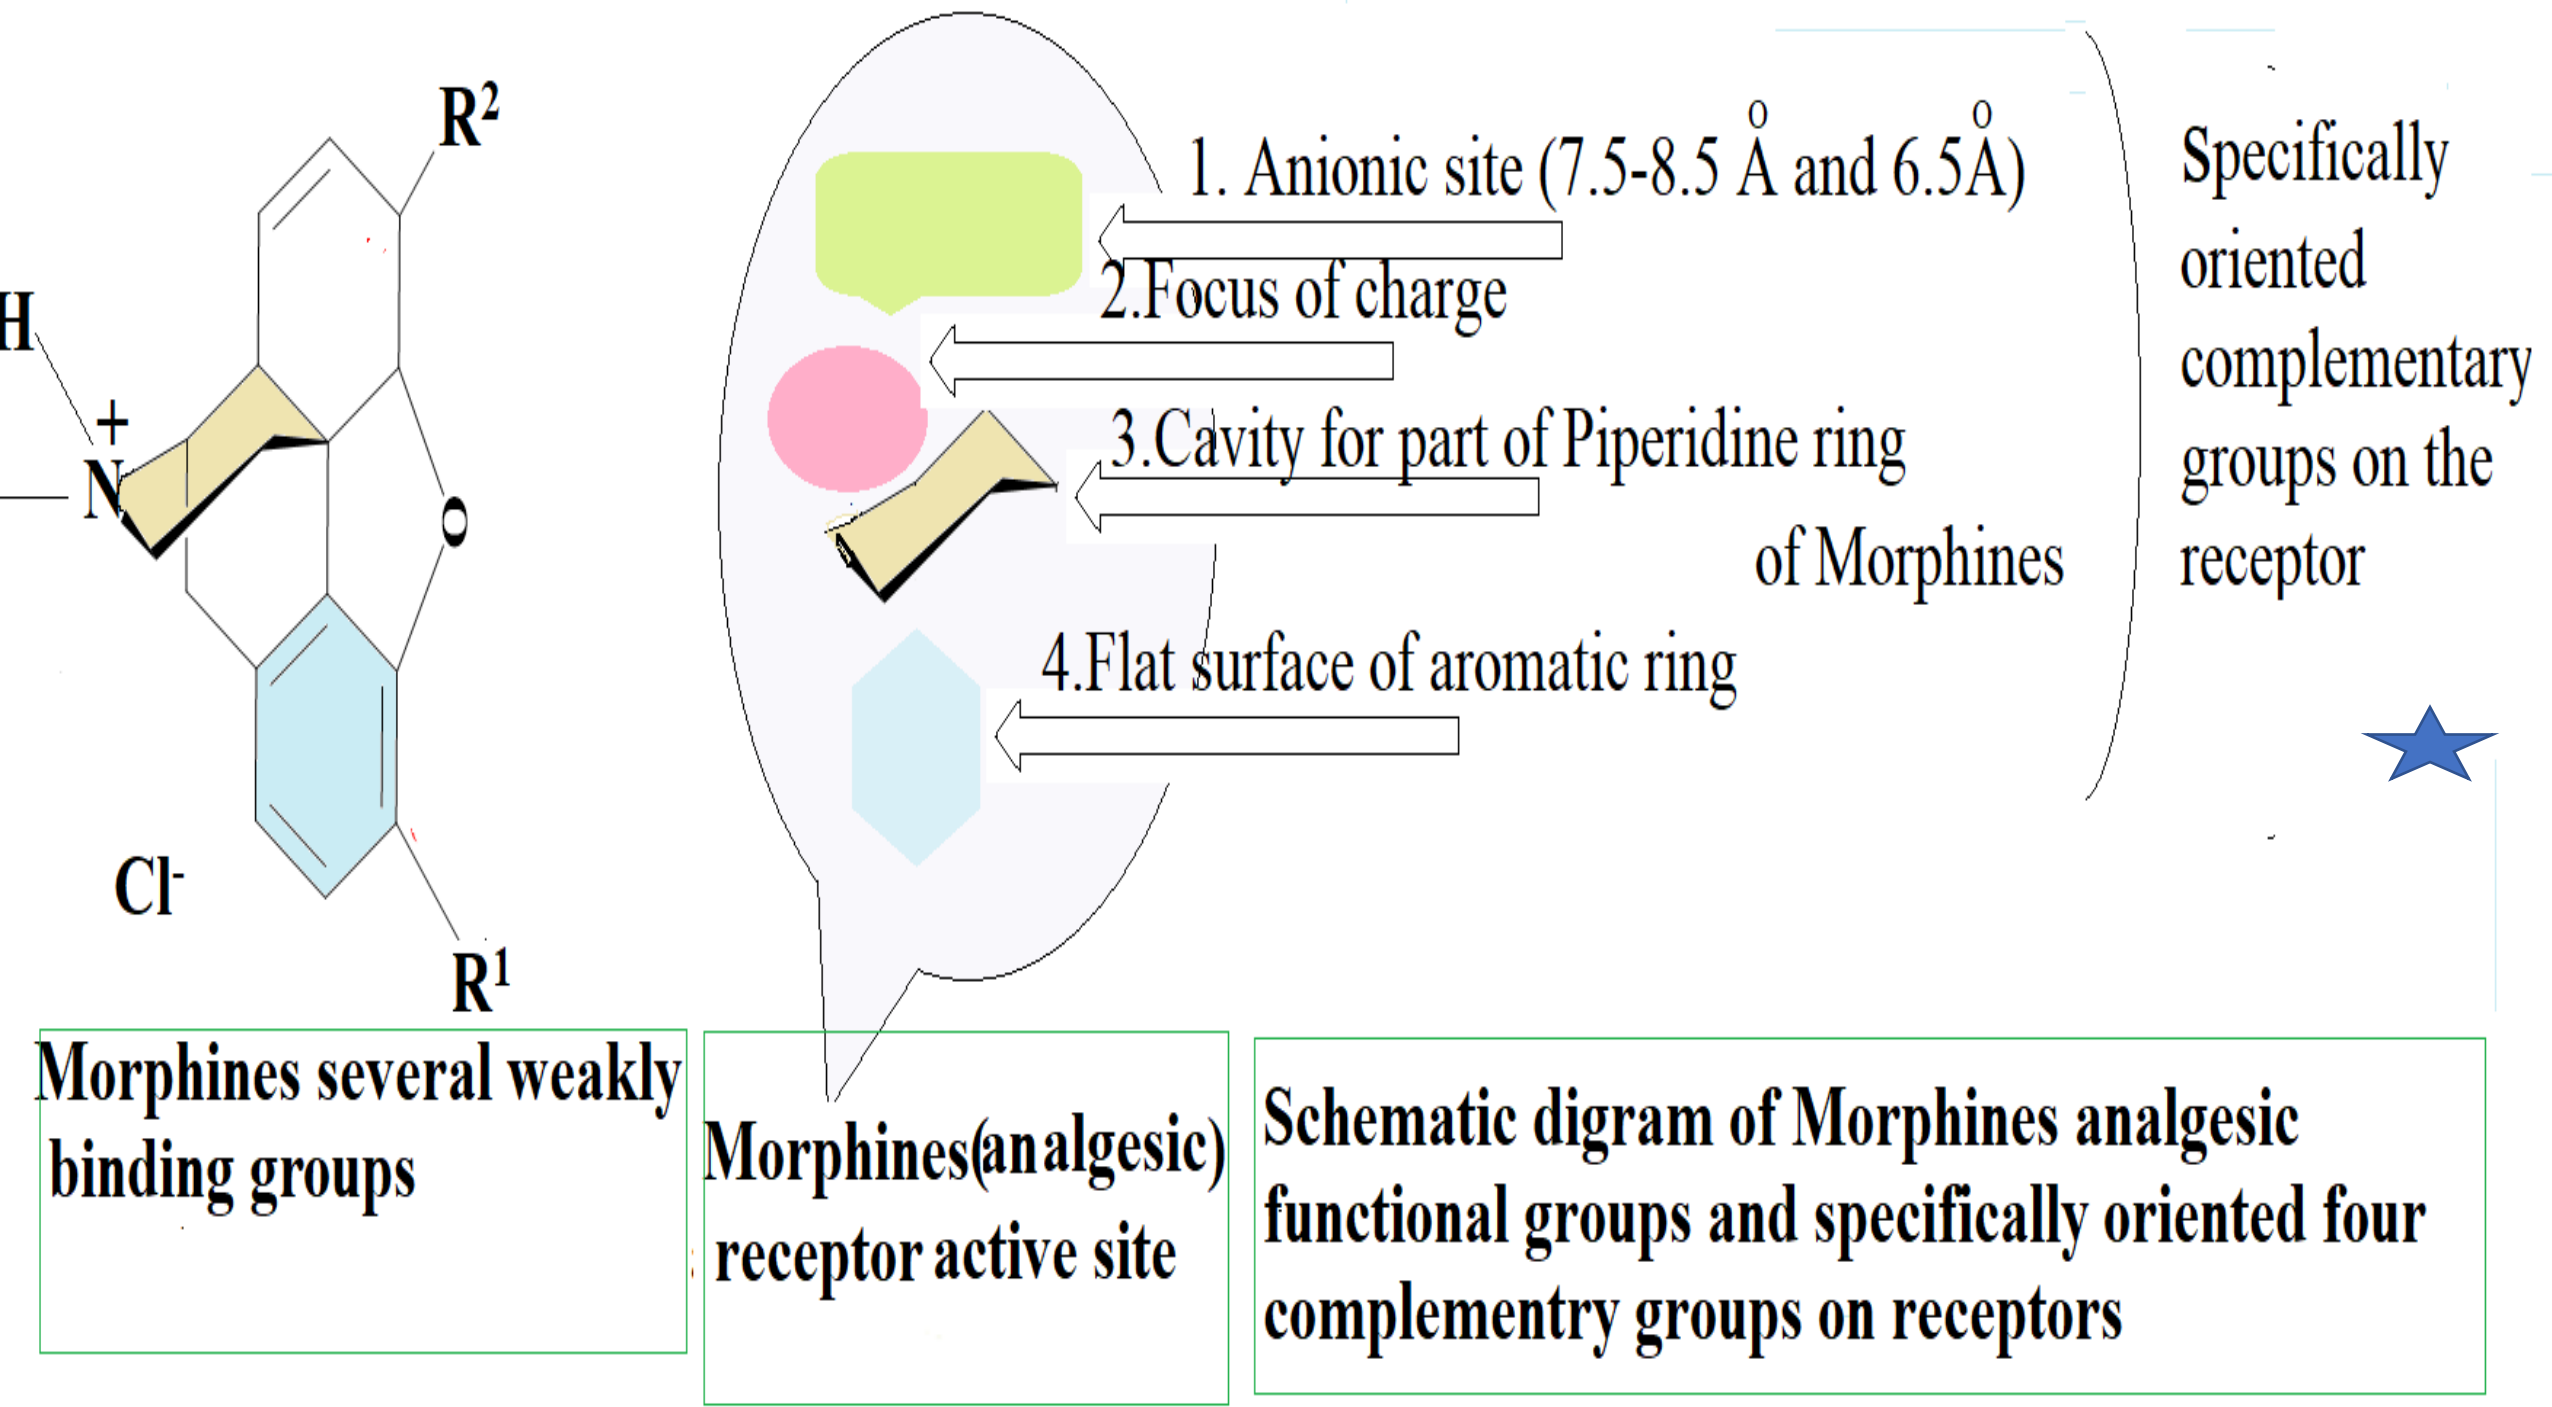 R²
H
+
N
O
Cl⁻
R¹
1. Anionic site (7.5-8.5 Å and 6.5Å)
2.Focus of charge
3.Cavity for part of Piperidine ring
of Morphines
4.Flat surface of aromatic ring
Specifically
oriented
complementary
groups on the
receptor
Morphines several weakly
binding groups
Morphines(analgesic)
receptor active site
Schematic digram of Morphines analgesic
functional groups and specifically oriented four
complementry groups on receptors